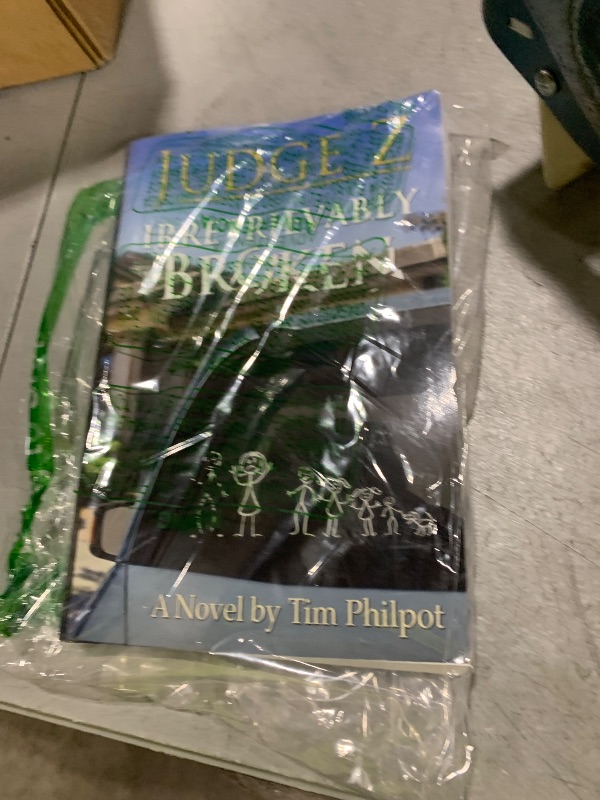 JUDGE Z
IRRETRIEVABLY
BROKEN
A Novel by Tim Philpot